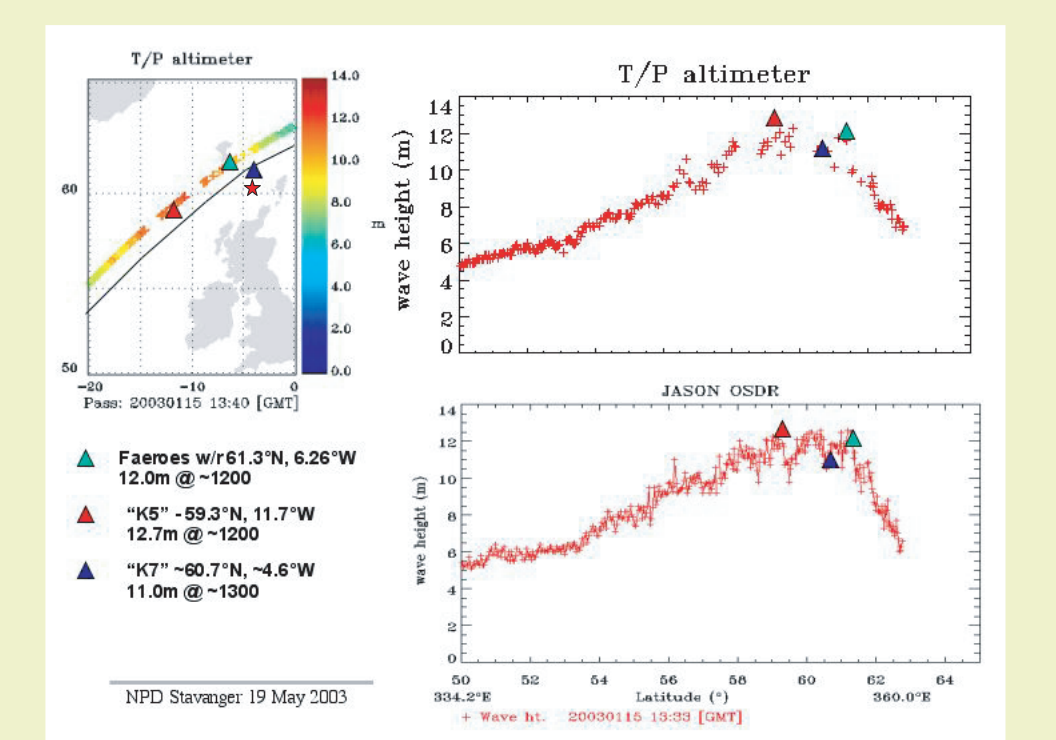 T/P altimeter
14.0
12.0
10.0
8.0
6.0
4.0
2.0
0.0
m
60
50
-20 -10 0
Pass: 20030115 13:40 [GMT]
Faeroes w/r 61.3°N, 6.26°W
12.0m @ ~1200
"K5" -59.3°N, 11.7°W
12.7m @ ~1200
"K7" ~60.7°N, ~4.6°W
11.0m @ ~1300
NPD Stavanger 19 May 2003
T/P altimeter
wave height (m)
14
12
10
8
6
4
2
0
JASON OSDR
wave height (m)
14
12
10
8
6
4
2
0
50 52 54 56 58 60 62 64
334.2°E Latitude (°) 360.0°E
+ Wave ht. 20030115 13:33 [GMT]